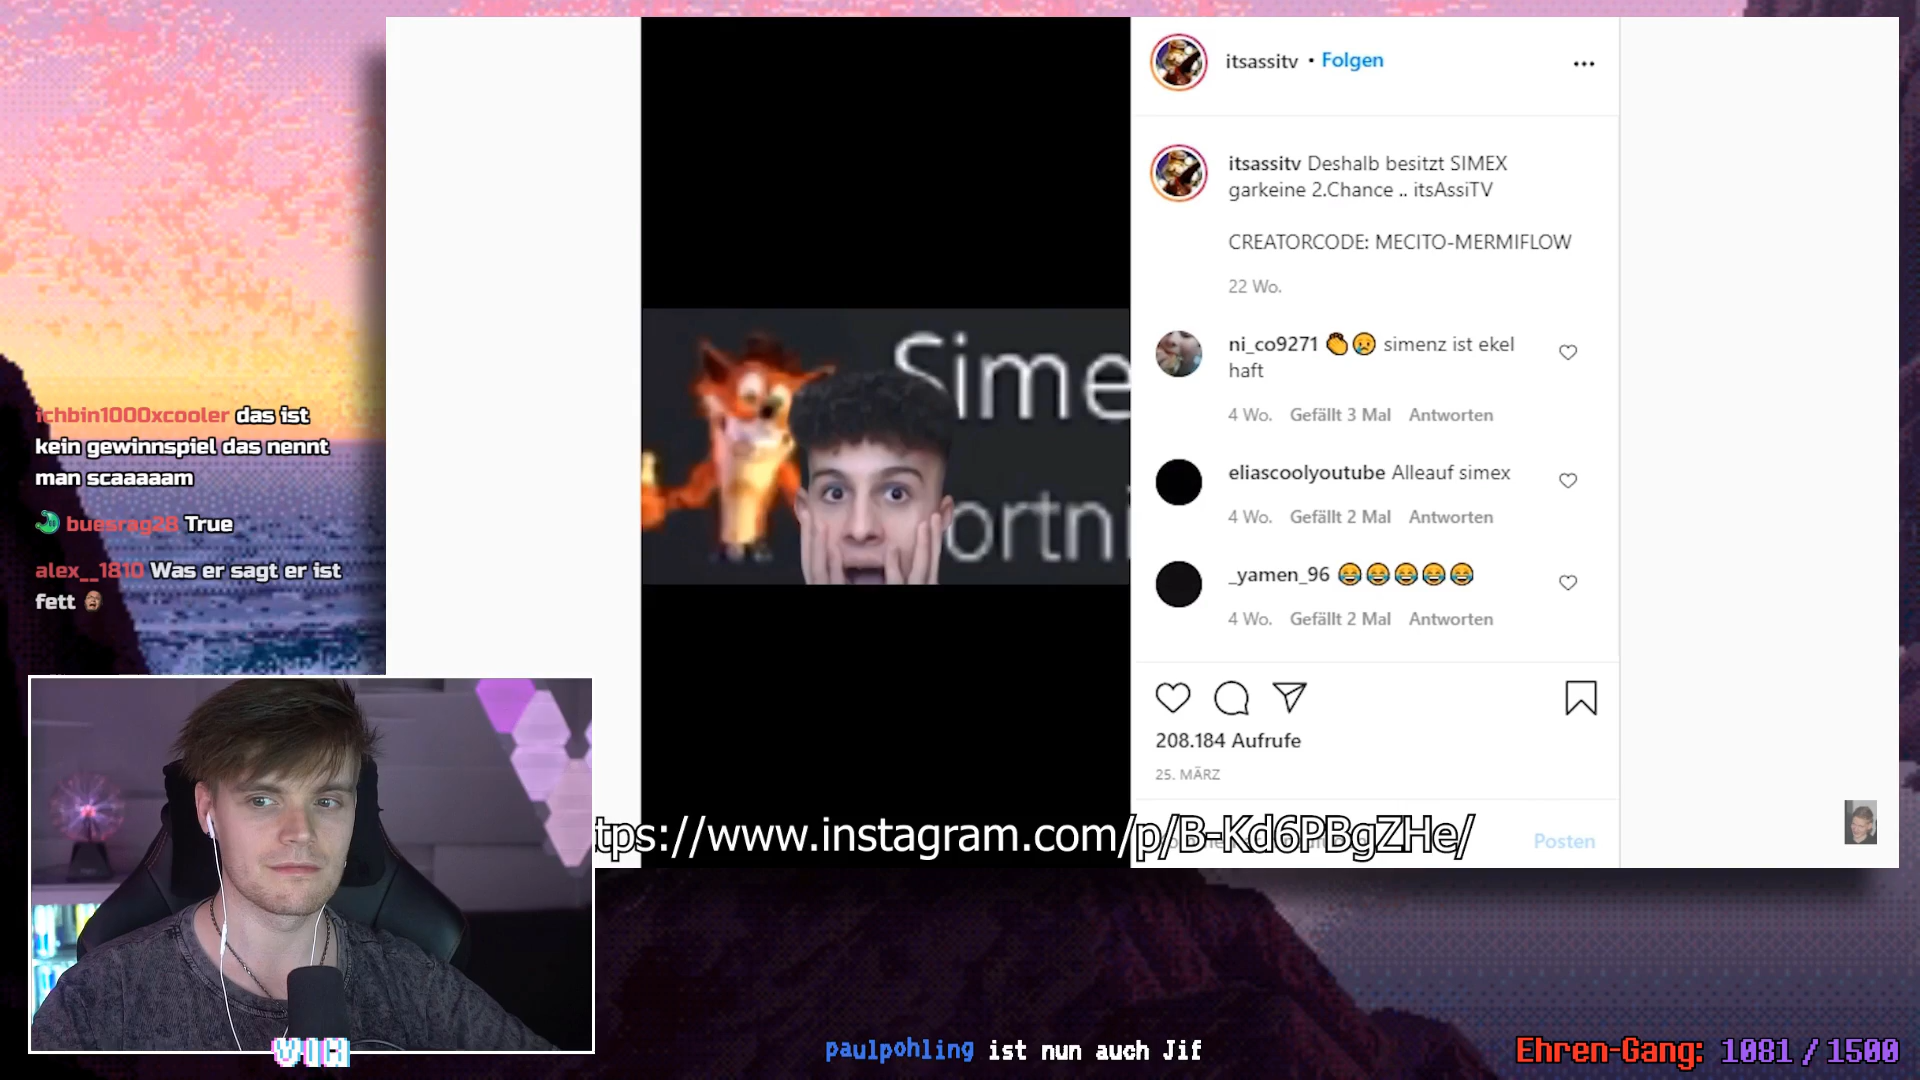 itsassitv • Folgen
itsassitv Deshalb besitzt SIMEX
garkeine 2.Chance .. itsAssiTV
CREATORCODE: MECITO-MERMIFLOW
22 Wo.
ni_co9271 👏😢 simenz ist ekel
haft
4 Wo. Gefällt 3 Mal Antworten
eliascoolyoutube Alleauf simex
4 Wo. Gefällt 2 Mal Antworten
_yamen_96 😂😂😂😂😂
4 Wo. Gefällt 2 Mal Antworten
208.184 Aufrufe
25. MÄRZ
Posten
Sime
ortni
ichbin1000xcooler das ist
kein gewinnspiel das nennt
man scaaaaam
buesrag28 True
alex__1810 Was er sagt er ist
fett
tps://www.instagram.com/p/B-Kd6PBgZHe/
paulpohling ist nun auch Jif
Ehren-Gang: 1081 / 1500